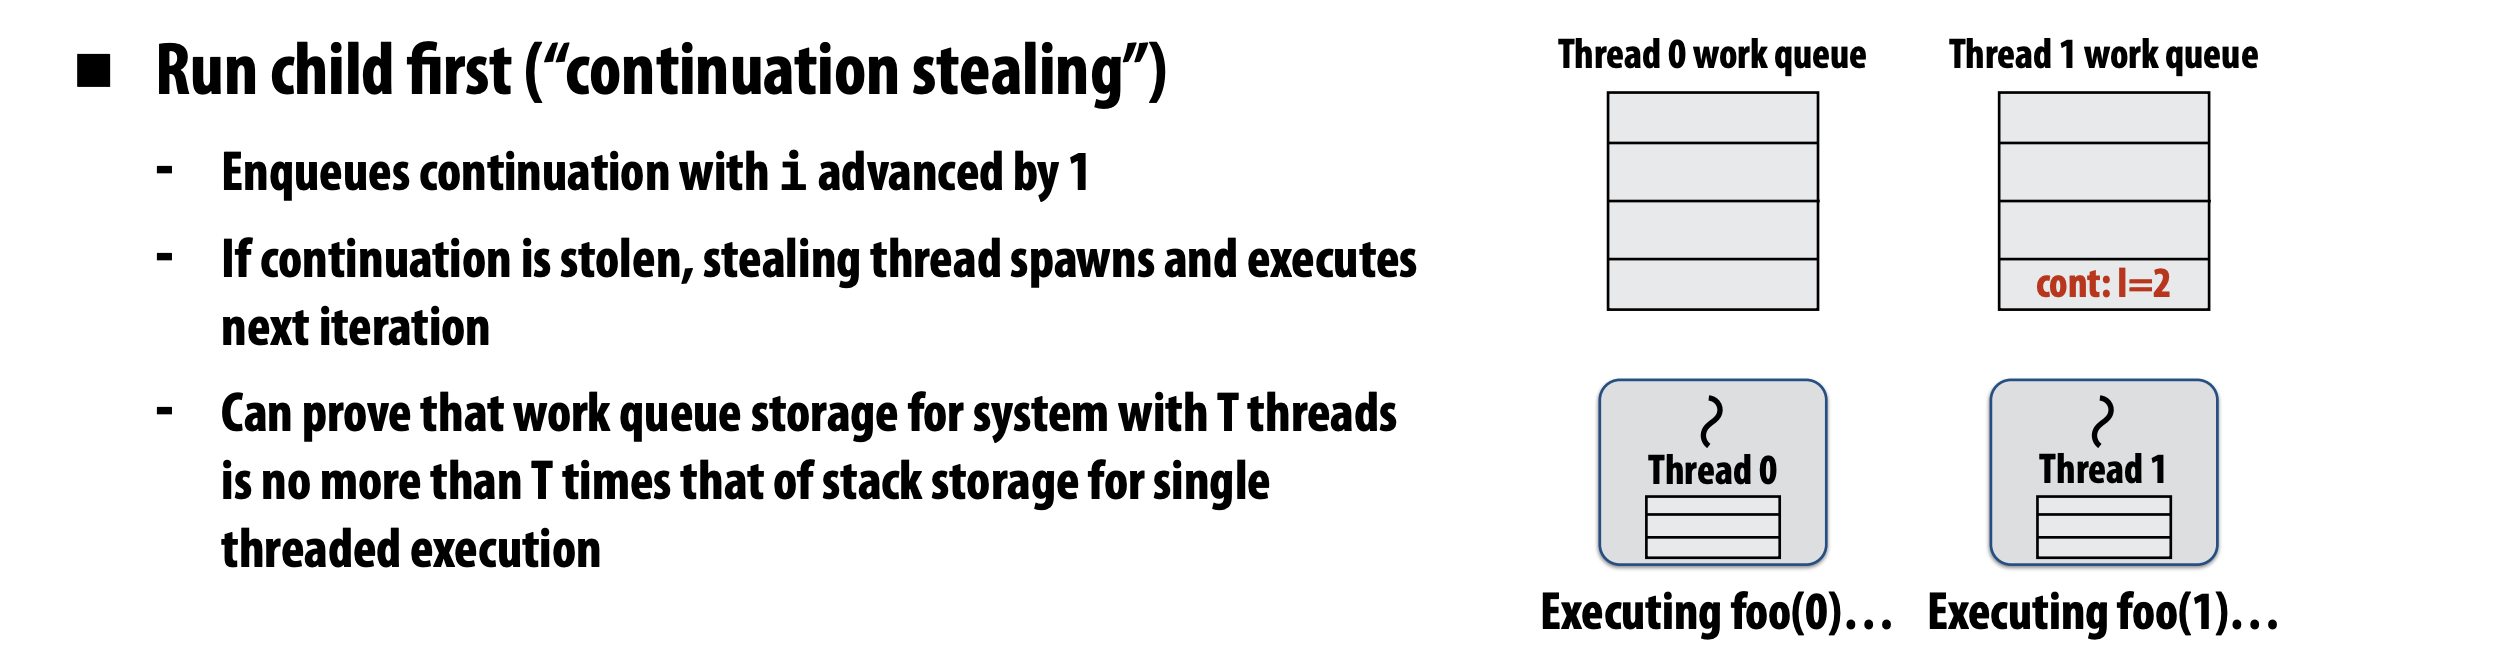 ■ Run child first (“continuation stealing”)
- Enqueues continuation with i advanced by 1
- If continuation is stolen, stealing thread spawns and executes
next iteration
- Can prove that work queue storage for system with T threads
is no more than T times that of stack storage for single
threaded execution
Thread 0 work queue
Thread 1 work queue
cont: I=2
Thread 0
Thread 1
Executing foo(0)…
Executing foo(1)…